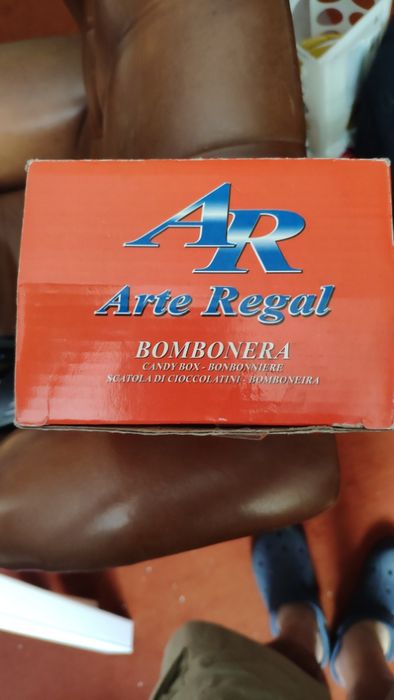 AR
Arte Regal
BOMBONERA
CANDY BOX - BONBONNIERE
SCATOLA DI CIOCCOLATINI - BOMBONEIRA